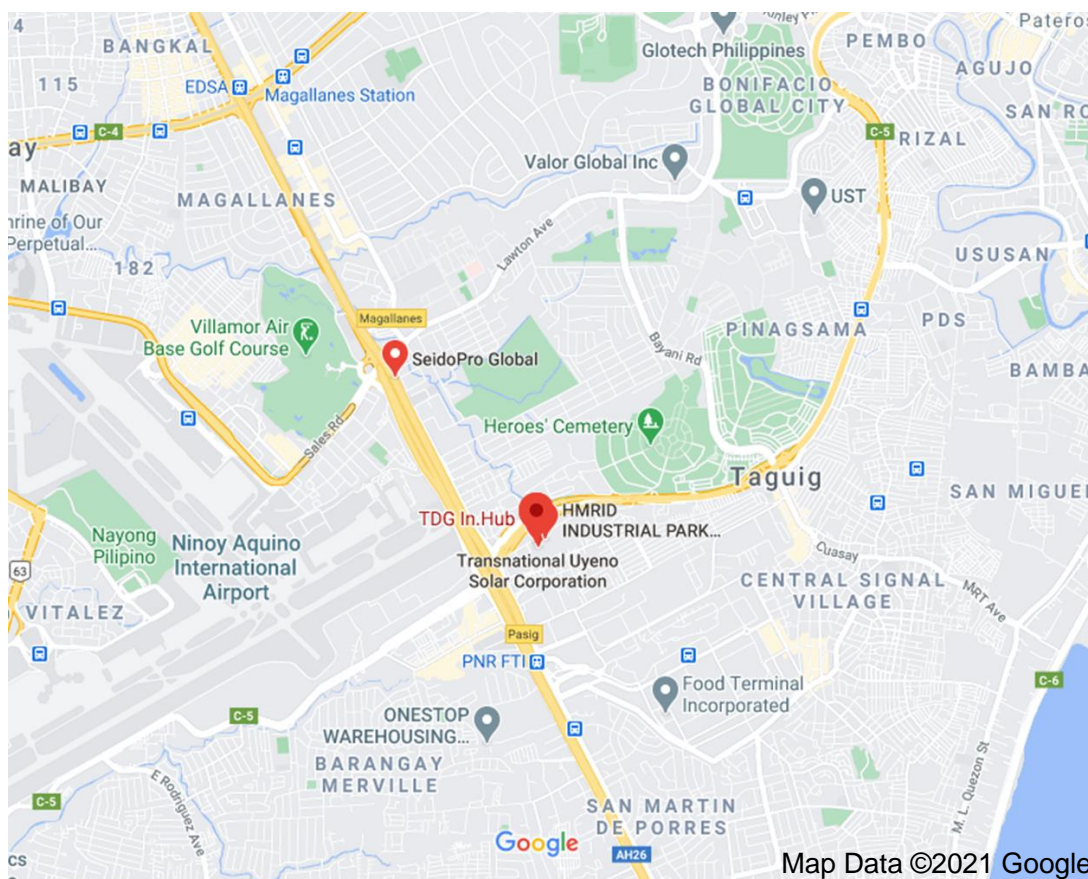 4
BANGKAL
Glotech Philippines
PEMBO
Pateros
115
EDSA
Magallanes Station
BONIFACIO
GLOBAL CITY
AGUJO
SAN RO
C-4
C-5
RIZAL
ay
MALIBAY
Valor Global Inc
UST
MAGALLANES
hrine of Our
Perpetual...
Lawton Ave
182
USUSAN
Magallanes
Villamor Air
Base Golf Course
PINAGSAMA
PDS
Bayani Rd
SeidoPro Global
BAMBA
Heroes' Cemetery
Sales Rd
Taguig
SAN MIGUE
TDG In.Hub
HMRID
INDUSTRIAL PARK...
Nayong
Pilipino
Ninoy Aquino
International
Airport
Transnational Uyeno
Solar Corporation
Cuasay
63
CENTRAL SIGNAL
VILLAGE
MRT Ave
VITALEZ
Pasig
PNR FTI
Food Terminal
Incorporated
C-6
C-5
ONESTOP
WAREHOUSING...
BARANGAY
MERVILLE
M. L. Quezon St
E Rodriguez Ave
C-5
SAN MARTIN
DE PORRES
Google
AH26
cs
Map Data ©2021 Google